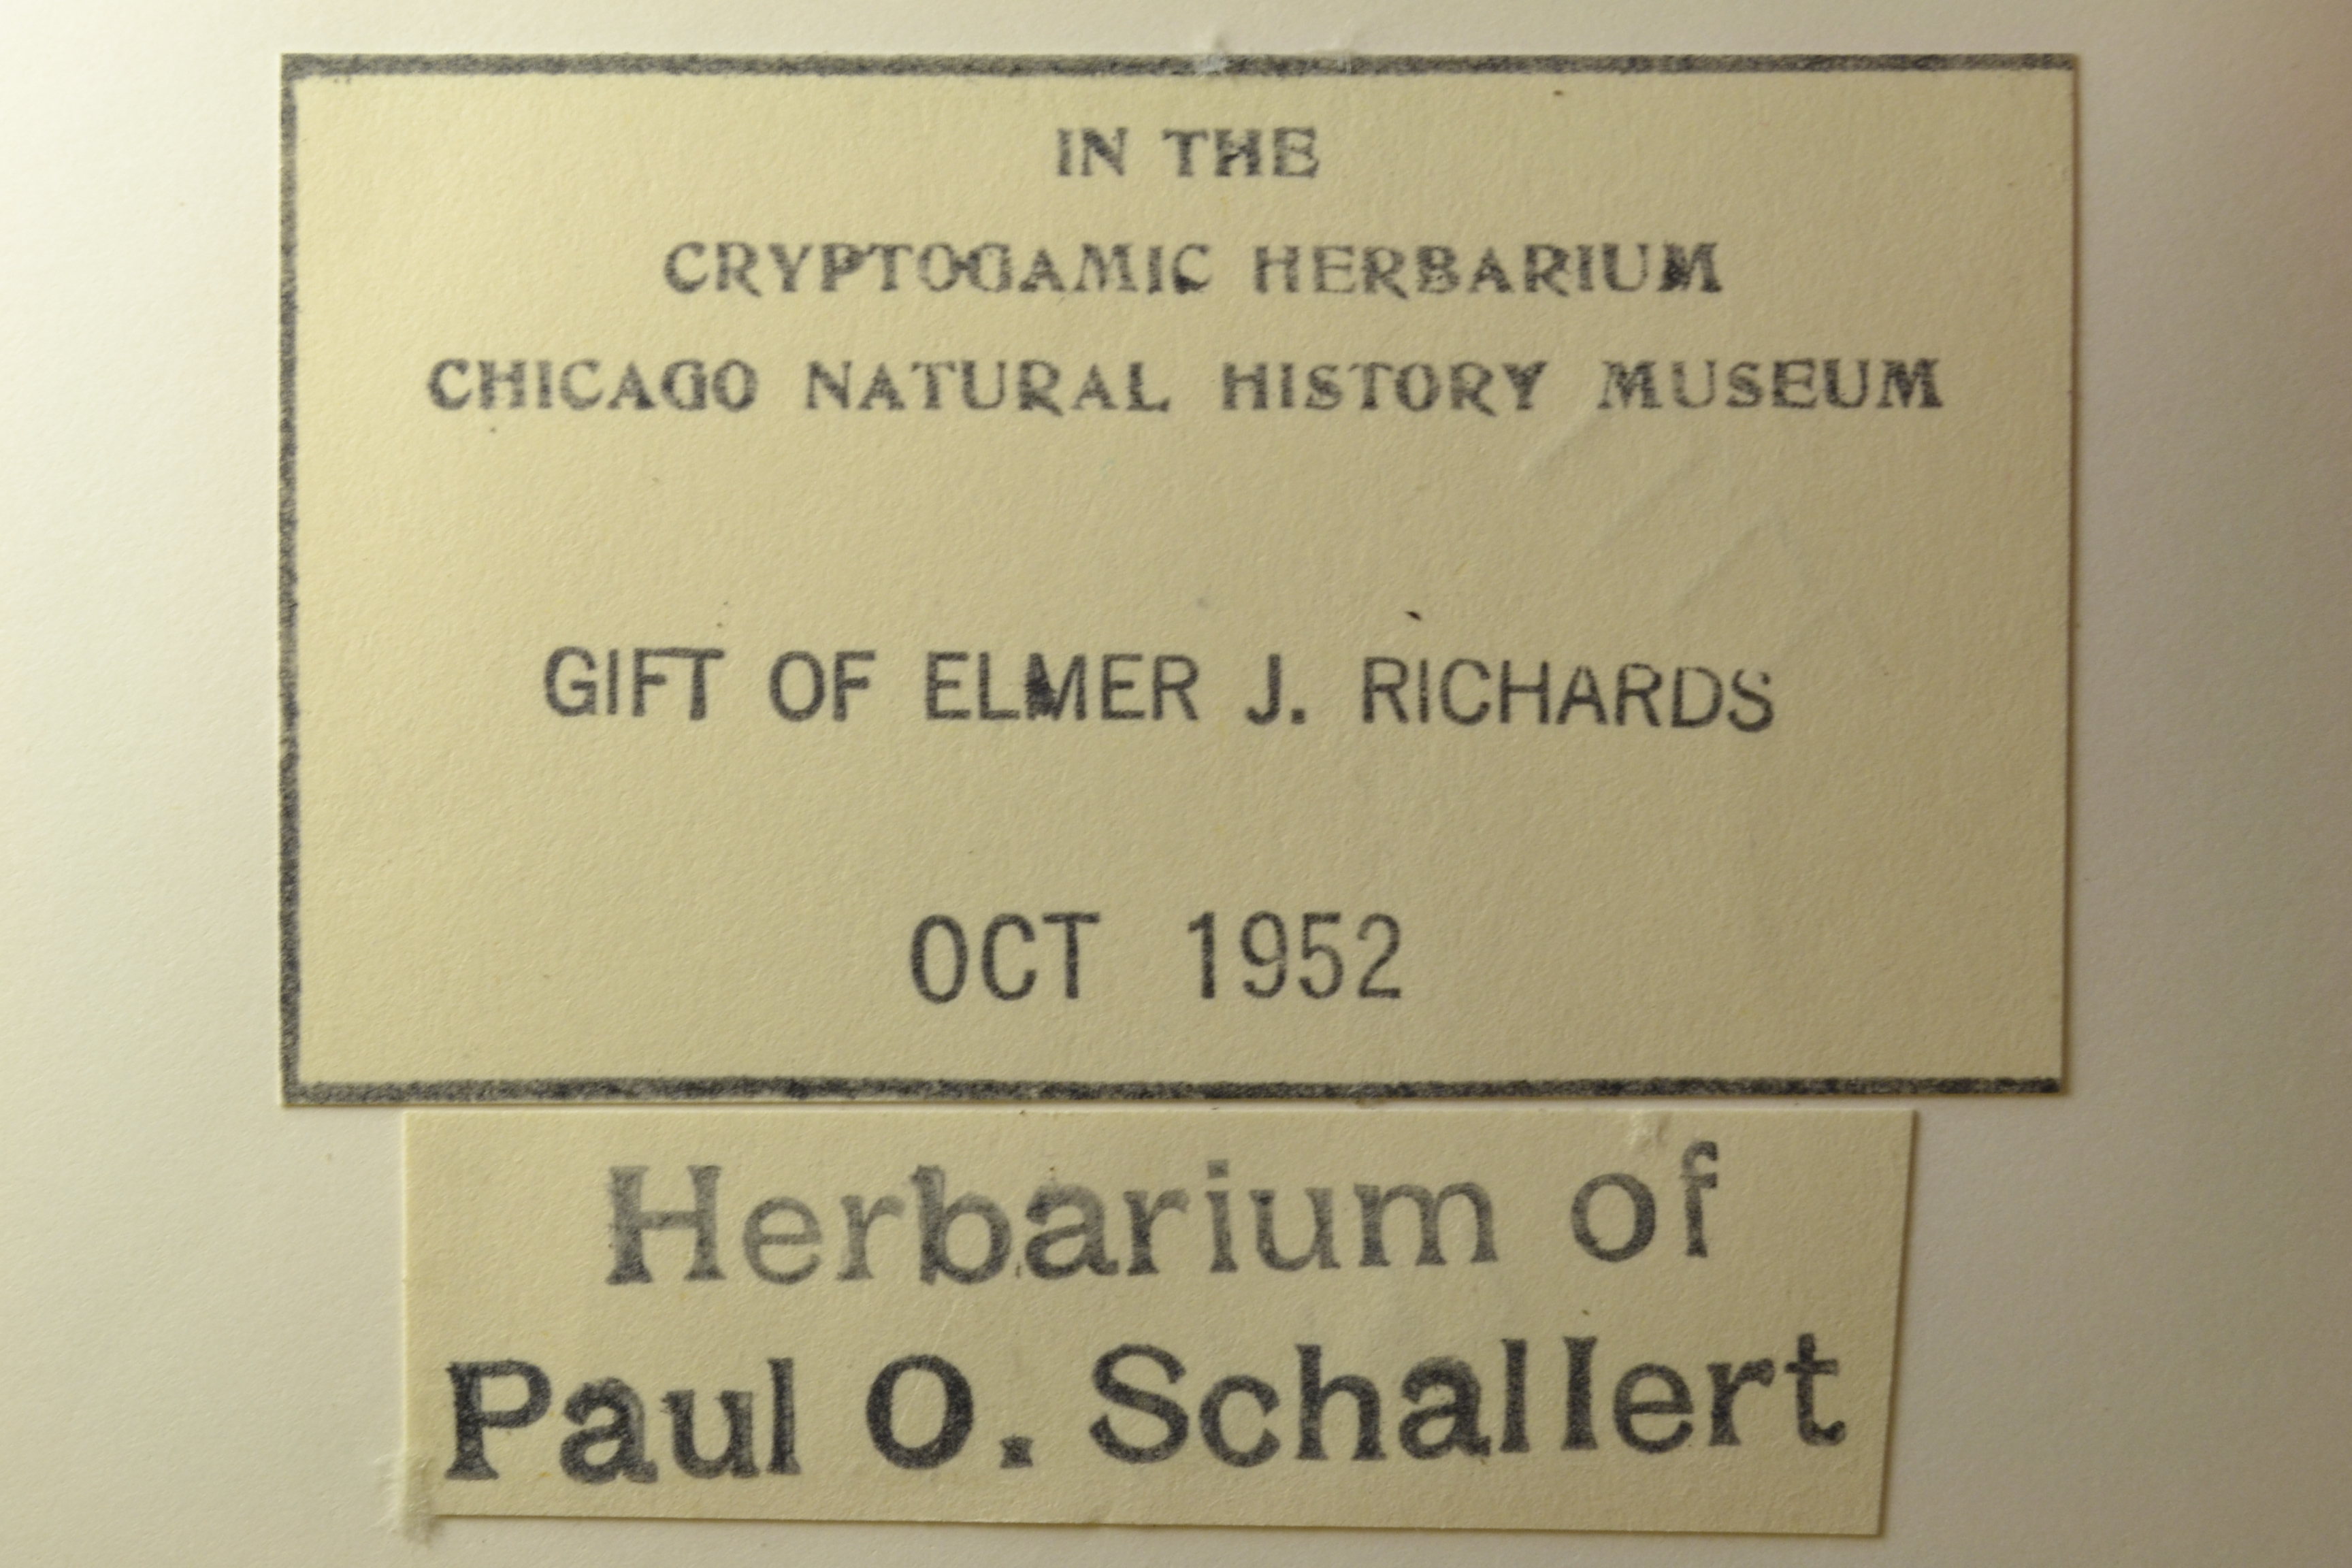 IN THE
CRYPTOGAMIC HERBARIUM
CHICAGO NATURAL HISTORY MUSEUM
GIFT OF ELMER J. RICHARDS
OCT 1952
Herbarium of
Paul O. Schallert